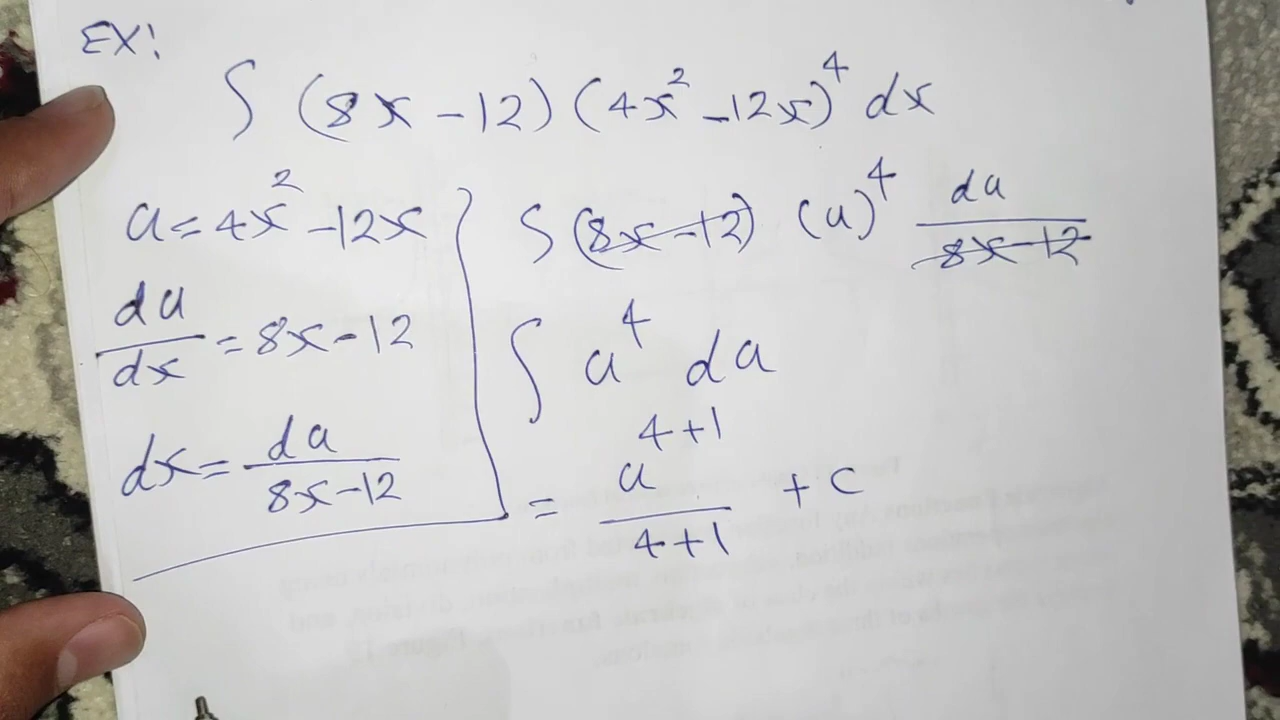 EX:
∫ (8x - 12) (4x² - 12x)⁴ dx
u = 4x² - 12x
du/dx = 8x - 12
dx = du/(8x - 12)
∫ (8x - 12) (u)⁴ du/(8x - 12)
∫ u⁴ du
= u⁴⁺¹/(4+1) + c